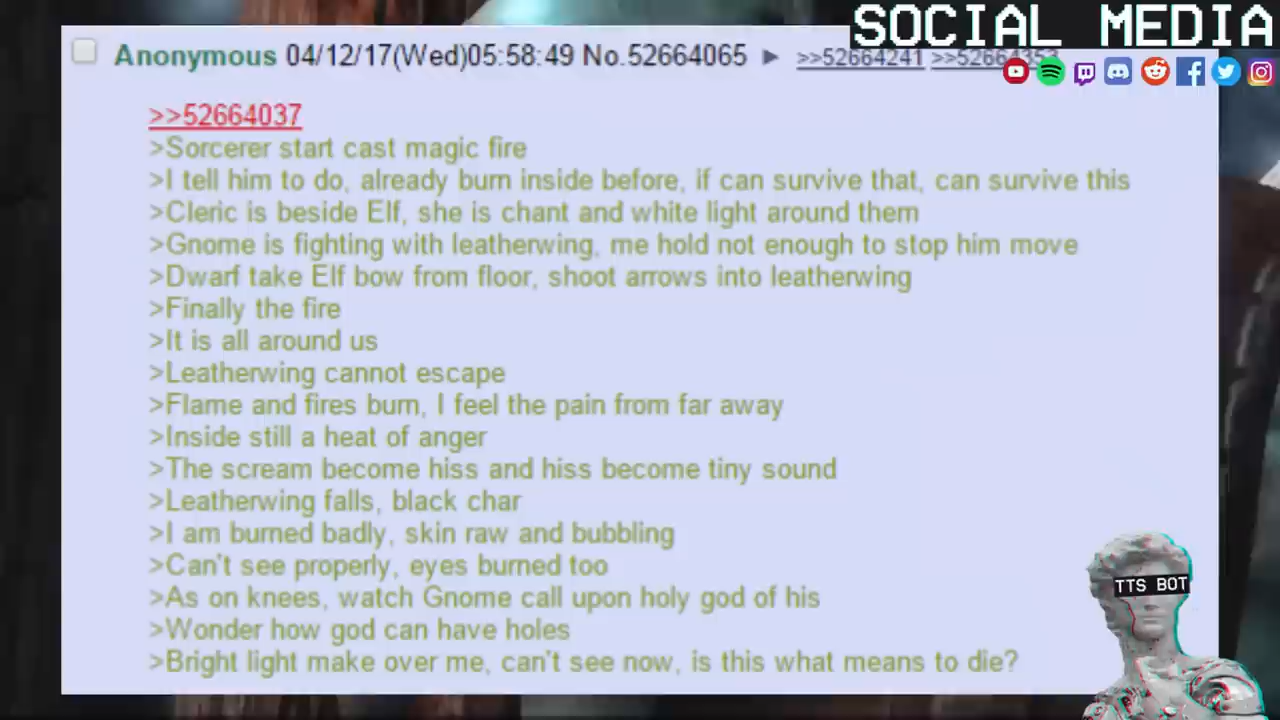 SOCIAL MEDIA
Anonymous 04/12/17(Wed)05:58:49 No.52664065 ► >>52664241
>>52664037
>Sorcerer start cast magic fire
>I tell him to do, already burn inside before, if can survive that, can survive this
>Cleric is beside Elf, she is chant and white light around them
>Gnome is fighting with leatherwing, me hold not enough to stop him move
>Dwarf take Elf bow from floor, shoot arrows into leatherwing
>Finally the fire
>It is all around us
>Leatherwing cannot escape
>Flame and fires burn, I feel the pain from far away
>Inside still a heat of anger
>The scream become hiss and hiss become tiny sound
>Leatherwing falls, black char
>I am burned badly, skin raw and bubbling
>Can't see properly, eyes burned too
>As on knees, watch Gnome call upon holy god of his
>Wonder how god can have holes
>Bright light make over me, can't see now, is this what means to die?
TTS BOT